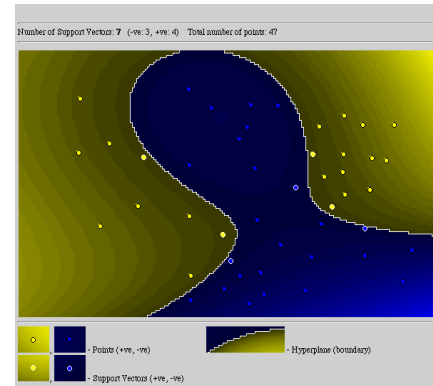 Number of Support Vectors: 7 (-ve: 3, +ve: 4) Total number of points: 47
, - Points (+ve, -ve)
- Hyperplane (boundary)
, - Support Vectors (+ve, -ve)